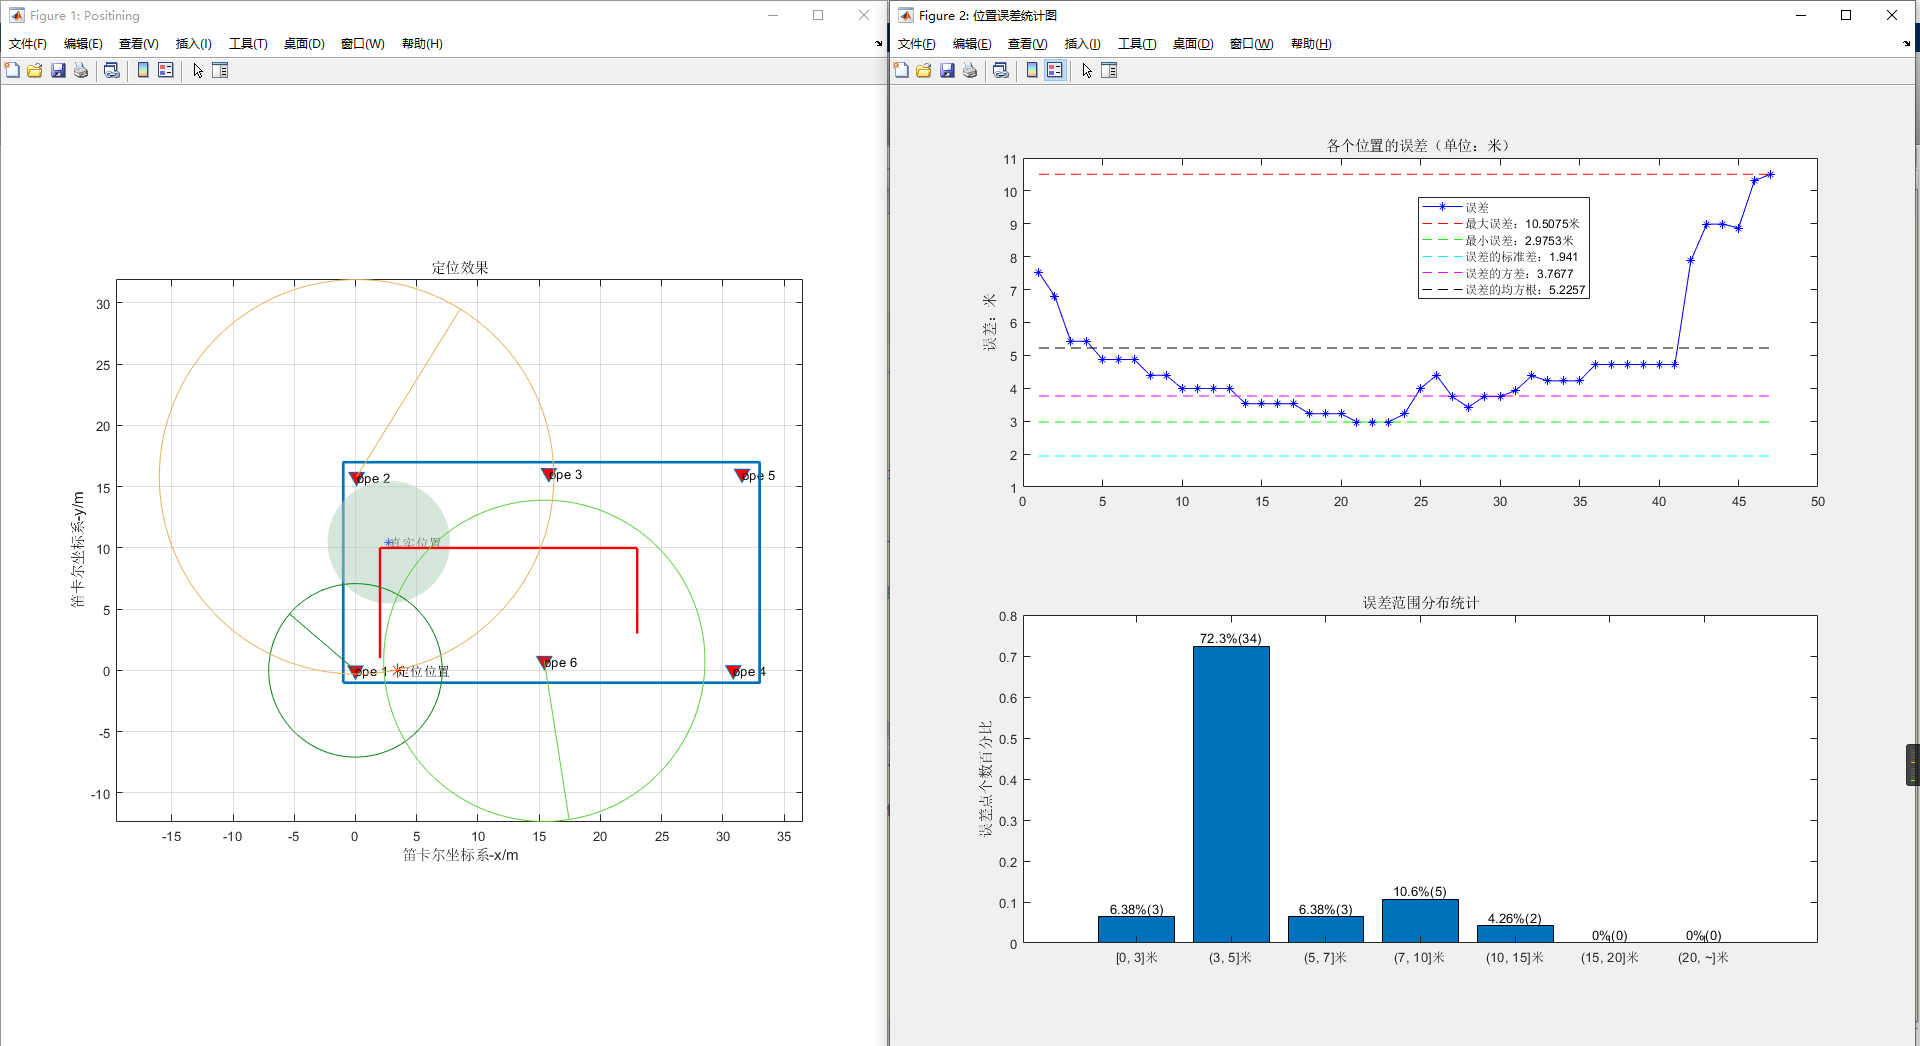 Figure 1: Positining
文件(F) 编辑(E) 查看(V) 插入(I) 工具(T) 桌面(D) 窗口(W) 帮助(H)
定位效果
30
25
20
15
10
5
0
-5
-10
笛卡尔坐标系-y/m
ope 2
ope 3
ope 5
真实位置
ope 6
ope 1
定位位置
ope 4
-15 -10 -5 0 5 10 15 20 25 30 35
笛卡尔坐标系-x/m
Figure 2: 位置误差统计图
文件(F) 编辑(E) 查看(V) 插入(I) 工具(T) 桌面(D) 窗口(W) 帮助(H)
各个位置的误差（单位：米）
11
10
9
8
7
6
5
4
3
2
1
误差：米
误差
最大误差：10.5075米
最小误差：2.9753米
误差的标准差：1.941
误差的方差：3.7677
误差的均方根：5.2257
0 5 10 15 20 25 30 35 40 45 50
误差范围分布统计
0.8
0.7
0.6
0.5
0.4
0.3
0.2
0.1
0
误差点个数百分比
6.38%(3)
72.3%(34)
6.38%(3)
10.6%(5)
4.26%(2)
0%(0)
0%(0)
[0, 3]米 (3, 5]米 (5, 7]米 (7, 10]米 (10, 15]米 (15, 20]米 (20, ~]米